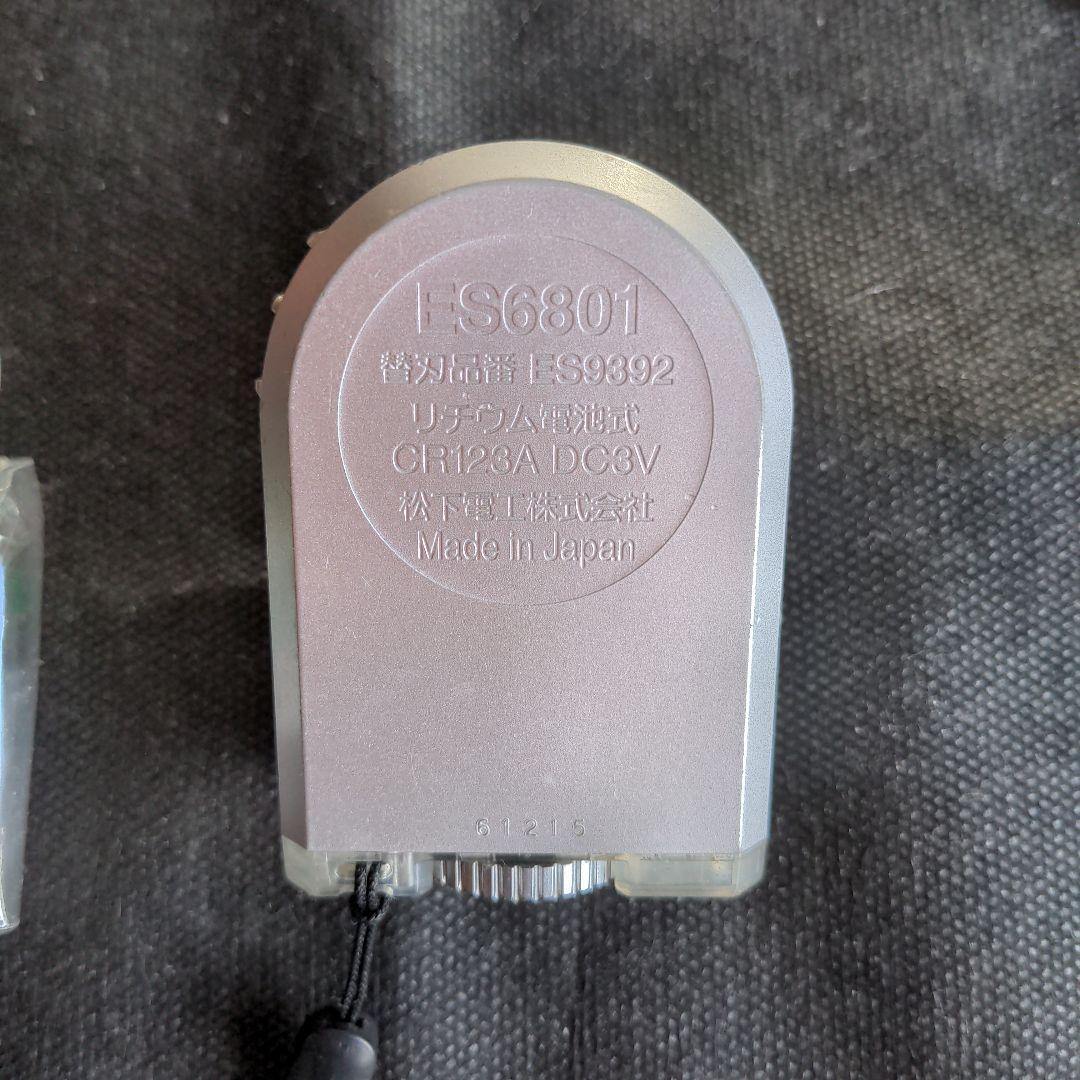 ES6801
替刃品番 ES9392
リチウム電池式
CR123A DC3V
松下電工株式会社
Made in Japan
61215